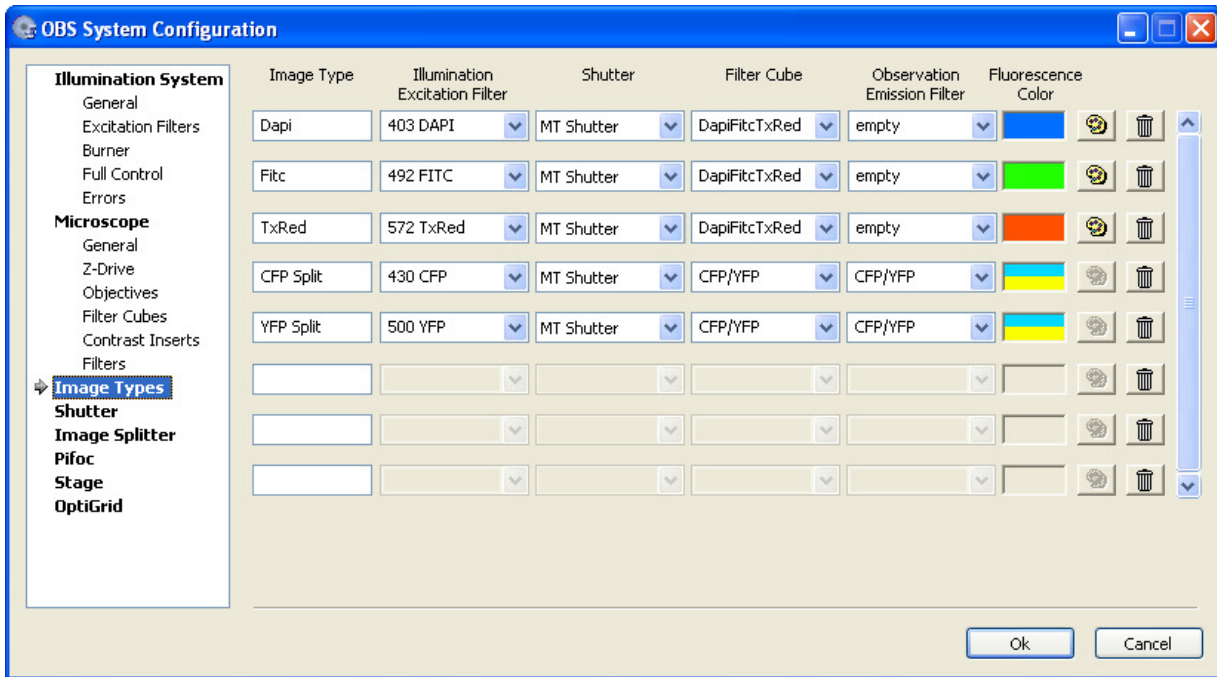 OBS System Configuration
Illumination System
General
Excitation Filters
Burner
Full Control
Errors
Microscope
General
Z-Drive
Objectives
Filter Cubes
Contrast Inserts
Filters
Image Types
Shutter
Image Splitter
Pifoc
Stage
OptiGrid
Image Type Illumination Excitation Filter Shutter Filter Cube Observation Emission Filter Fluorescence Color
Dapi 403 DAPI MT Shutter DapiFitcTxRed empty
Fitc 492 FITC MT Shutter DapiFitcTxRed empty
TxRed 572 TxRed MT Shutter DapiFitcTxRed empty
CFP Split 430 CFP MT Shutter CFP/YFP CFP/YFP
YFP Split 500 YFP MT Shutter CFP/YFP CFP/YFP
Ok Cancel